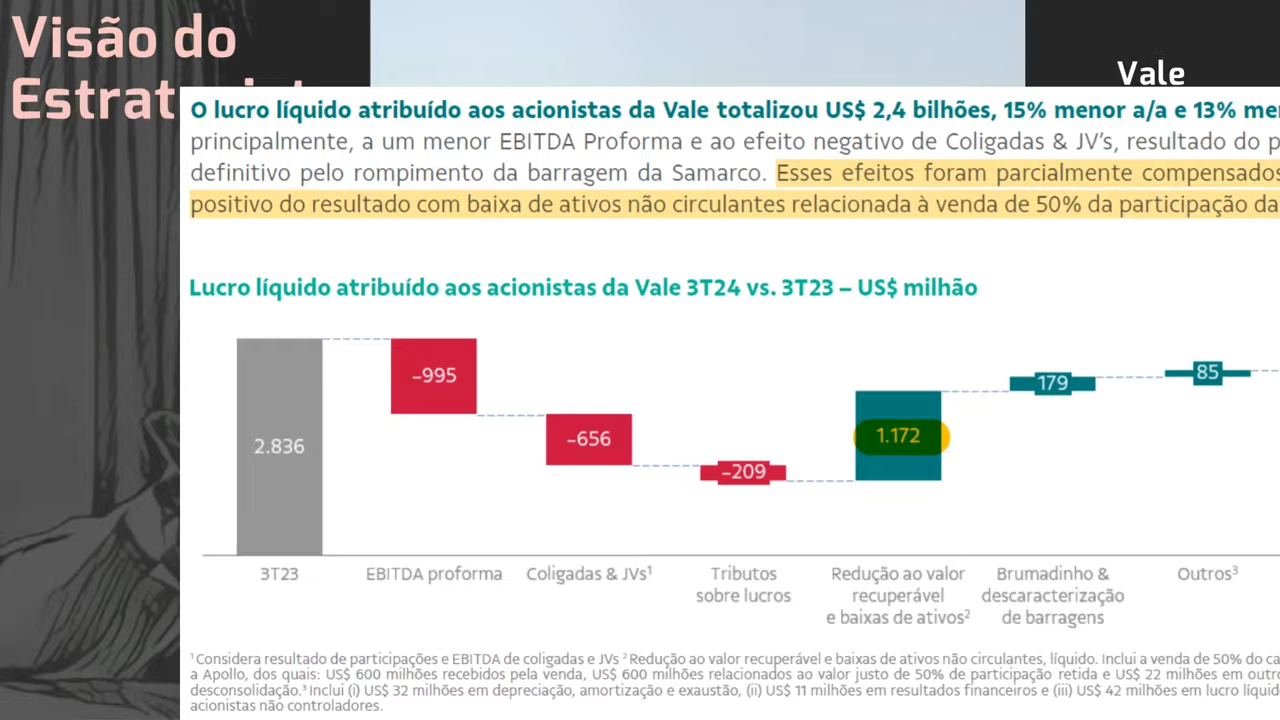 Visão do
Estrat
Vale
O lucro líquido atribuído aos acionistas da Vale totalizou US$ 2,4 bilhões, 15% menor a/a e 13%
principalmente, a um menor EBITDA Proforma e ao efeito negativo de Coligadas & JV's, resultado do
definitivo pelo rompimento da barragem da Samarco. Esses efeitos foram parcialmente compensados
positivo do resultado com baixa de ativos não circulantes relacionada à venda de 50% da participação da
Lucro líquido atribuído aos acionistas da Vale 3T24 vs. 3T23 – US$ milhão
2.836
-995
-656
-209
1.172
179
85
3T23
EBITDA proforma
Coligadas & JVs¹
Tributos
sobre lucros
Redução ao valor
recuperável
e baixas de ativos²
Brumadinho &
descaracterização
de barragens
Outros³
¹ Considera resultado de participações e EBITDA de coligadas e JVs ² Redução ao valor recuperável e baixas de ativos não circulantes, líquido. Inclui a venda de 50% do
a Apollo, dos quais: US$ 600 milhões recebidos pela venda, US$ 600 milhões relacionados ao valor justo de 50% de participação retida e US$ 22 milhões em
desconsolidação.³ Inclui (i) US$ 32 milhões em depreciação, amortização e exaustão, (ii) US$ 11 milhões em resultados financeiros e (iii) US$ 42 milhões em lucro
acionistas não controladores.